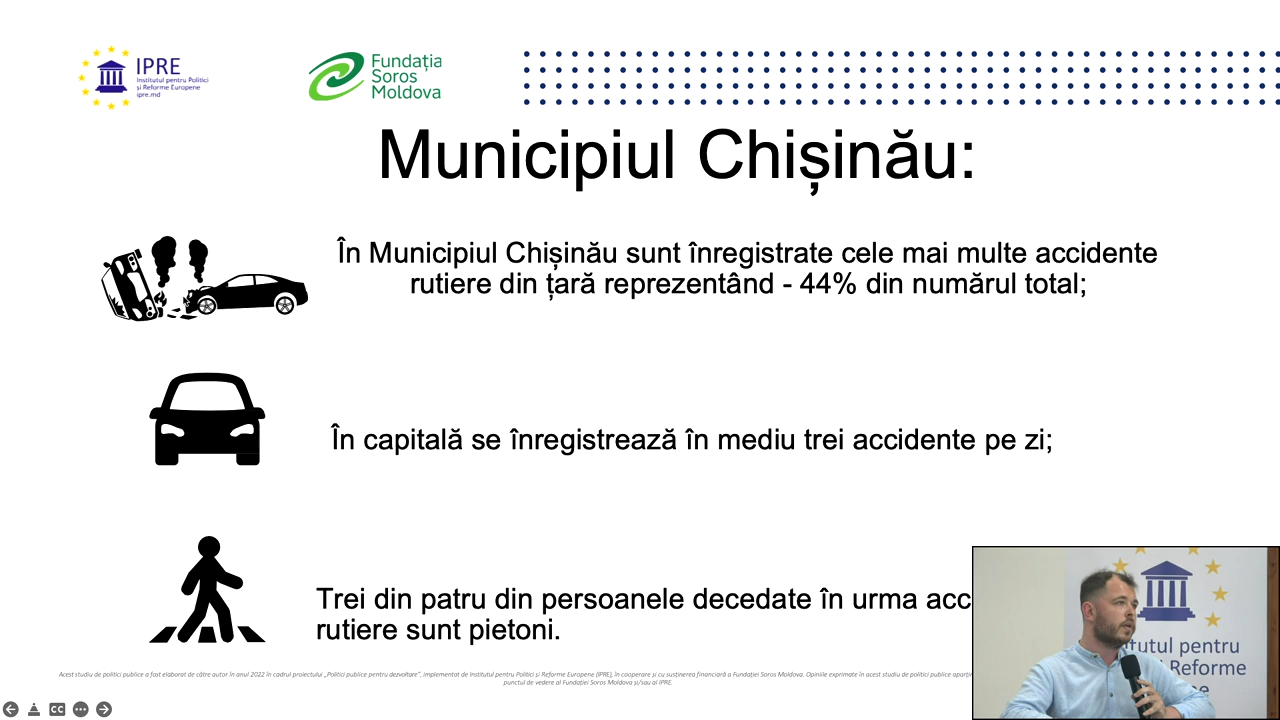 IPRE
Institutul pentru Politici
și Reforme Europene
ipre.md
Fundația
Soros
Moldova
Municipiul Chișinău:
În Municipiul Chișinău sunt înregistrate cele mai multe accidente
rutiere din țară reprezentând - 44% din numărul total;
În capitală se înregistrează în mediu trei accidente pe zi;
Trei din patru din persoanele decedate în urma acc
rutiere sunt pietoni.
Acest studiu de politici publice a fost elaborat de către autor în anul 2022 în cadrul proiectului „Politici publice pentru dezvoltare”, implementat de Institutul pentru Politici și Reforme Europene (IPRE), în cooperare și cu susținerea financiară a Fundației Soros Moldova. Opiniile exprimate în acest studiu de politici publice aparțin
punctul de vedere al Fundației Soros Moldova și/sau al IPRE.
CC
tutul pentru
Reforme